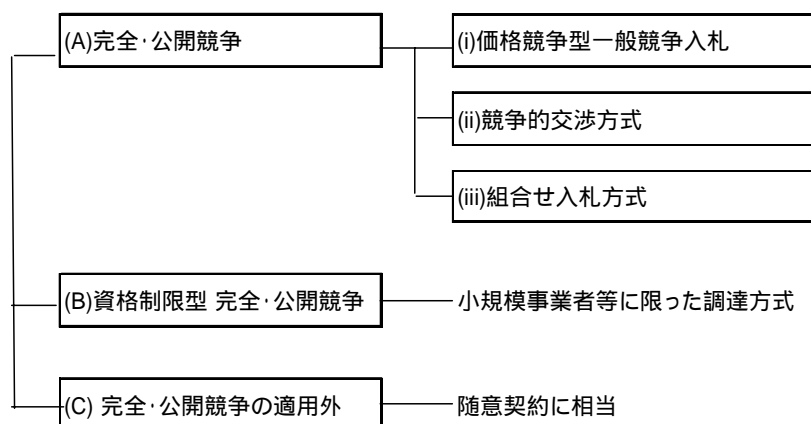 (A)完全･公開競争
(i)価格競争型一般競争入札
(ii)競争的交渉方式
(iii)組合せ入札方式
(B)資格制限型 完全･公開競争
小規模事業者等に限った調達方式
(C) 完全･公開競争の適用外
随意契約に相当